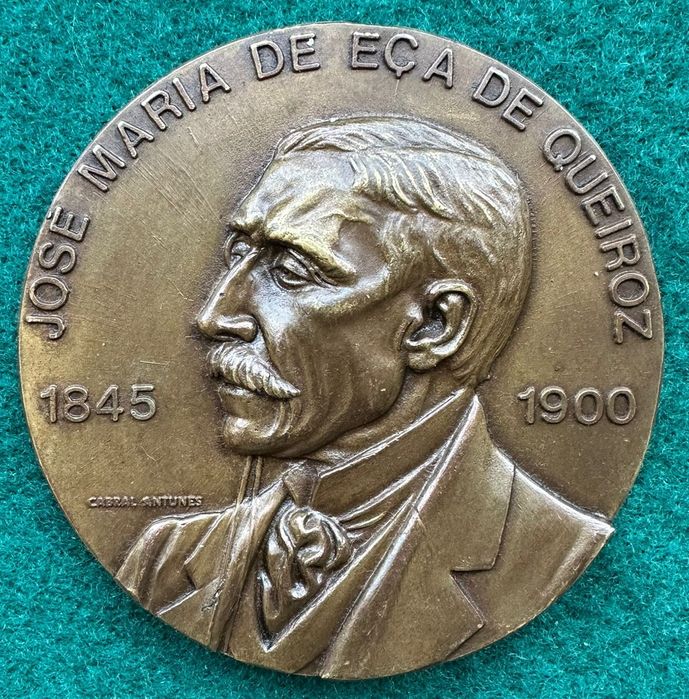 JOSÉ MARIA DE EÇA DE QUEIROZ
1845
1900
CABRAL ANTUNES